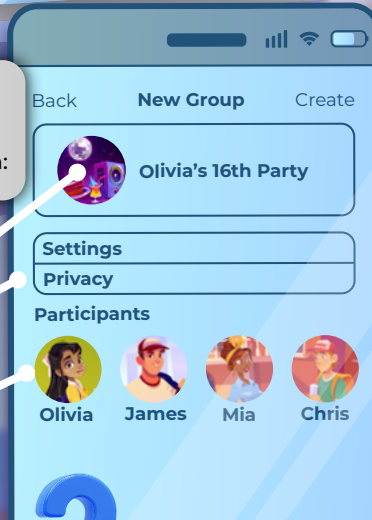 Back New Group Create
Olivia's 16th Party
Settings
Privacy
Participants
Olivia James Mia Chris